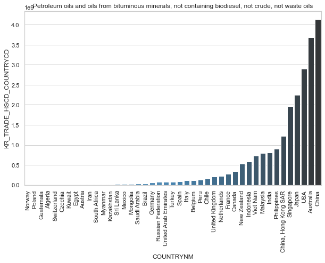 Petroleum oils and oils from bituminous minerals, not containing biodiesel, not crude, not waste oils
4.0
3.5
3.0
2.5
2.0
1.5
1.0
0.5
0.0
KR_TRADE_HSCD_COUNTRYCD
Norway
Poland
Guatemala
Algeria
Switzerland
Czechia
Kuwait
Egypt
Austria
Iran
South Africa
Myanmar
Kazakhstan
Sri Lanka
Mexico
Mongolia
Saudi Arabia
Brazil
Germany
Russian Federation
United Arab Emirates
Turkey
Spain
Italy
Belgium
Peru
Chile
United Kingdom
Netherlands
France
Canada
New Zealand
Indonesia
Viet Nam
Malaysia
India
Philippines
China, Hong Kong SAR
Singapore
Japan
USA
Australia
China
COUNTRYNM